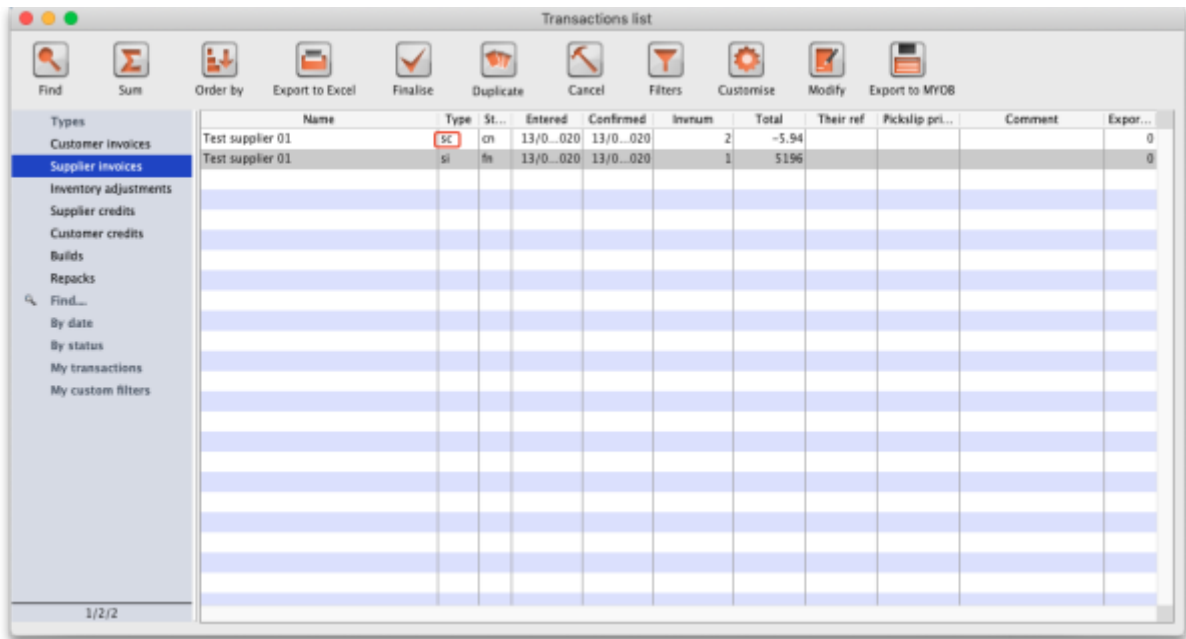 Transactions list
Find Sum Order by Export to Excel Finalise Duplicate Cancel Filters Customise Modify Export to MYOB
Types
Customer invoices
Supplier invoices
Inventory adjustments
Supplier credits
Customer credits
Builds
Repacks
Find...
By date
By status
My transactions
My custom filters
1/2/2
Name Type St... Entered Confirmed Invnum Total Their ref Pickslip pri... Comment Expor...
Test supplier 01 sc cn 13/0...020 13/0...020 2 -5.94 0
Test supplier 01 si fn 13/0...020 13/0...020 1 5196 0